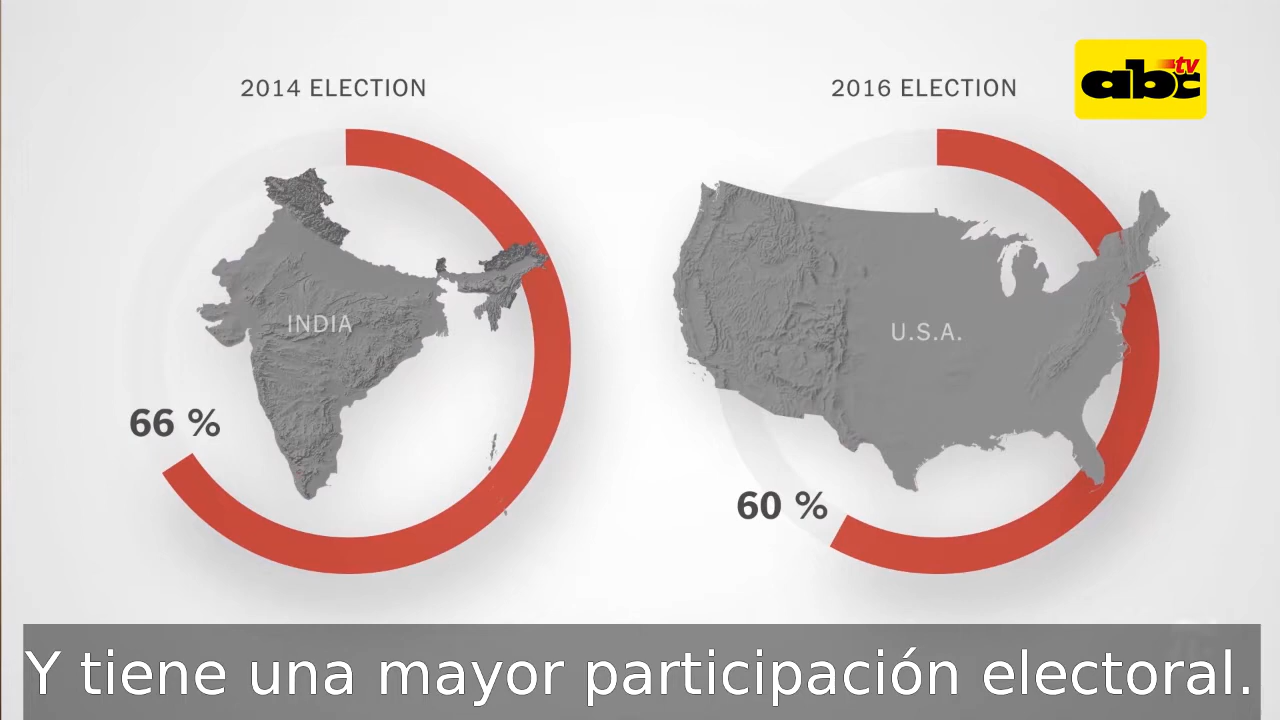 2014 ELECTION
2016 ELECTION
abc tv
INDIA
U.S.A.
66 %
60 %
Y tiene una mayor participación electoral.